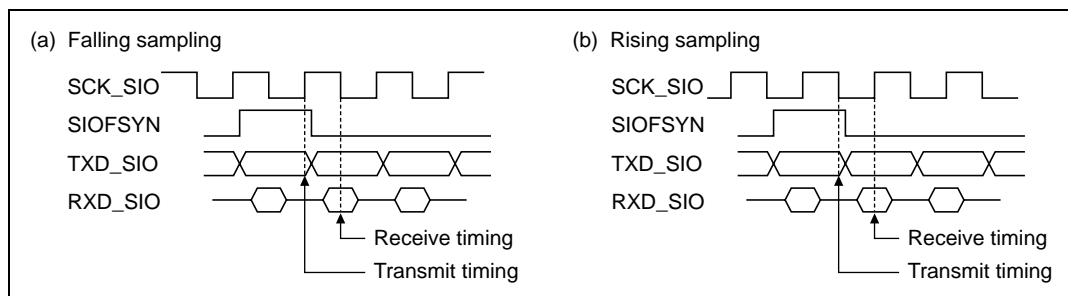 (a) Falling sampling
SCK_SIO
SIOFSYN
TXD_SIO
RXD_SIO
Receive timing
Transmit timing
(b) Rising sampling
SCK_SIO
SIOFSYN
TXD_SIO
RXD_SIO
Receive timing
Transmit timing